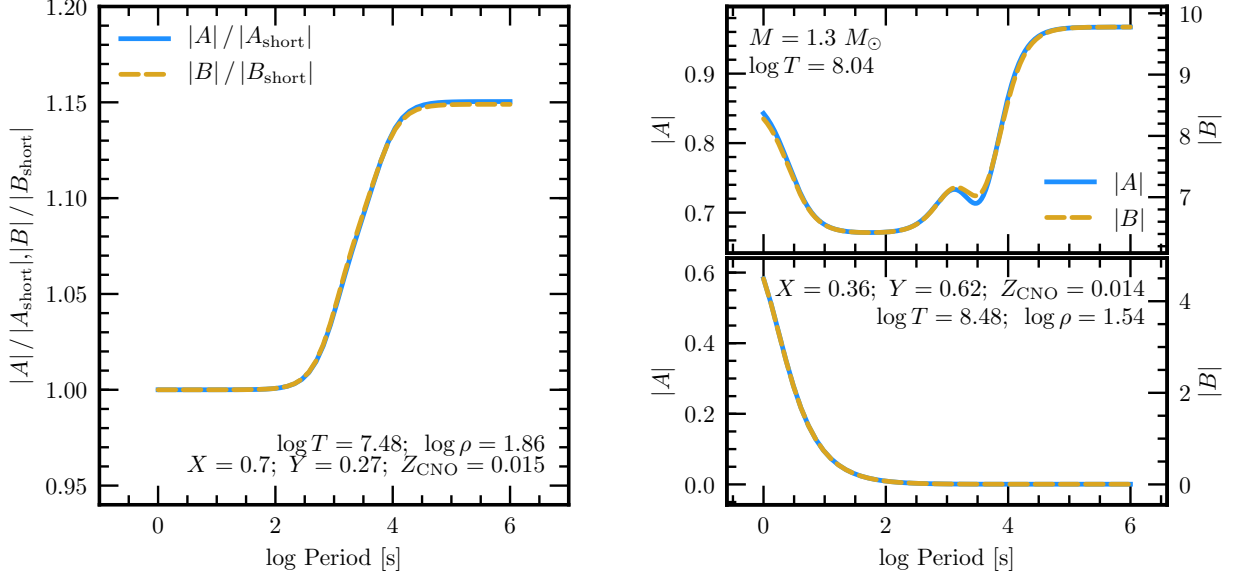 |A| / |A_short|
|B| / |B_short|
|A| / |A_short|, |B| / |B_short|
1.20
1.15
1.10
1.05
1.00
0.95
log T = 7.48; log ρ = 1.86
X = 0.7; Y = 0.27; Z_CNO = 0.015
0 2 4 6
log Period [s]
M = 1.3 M_⊙
log T = 8.04
|A|
|B|
|A|
0.9
0.8
0.7
10
9
8
7
|B|
X = 0.36; Y = 0.62; Z_CNO = 0.014
log T = 8.48; log ρ = 1.54
|A|
0.6
0.4
0.2
0.0
4
2
0
|B|
0 2 4 6
log Period [s]